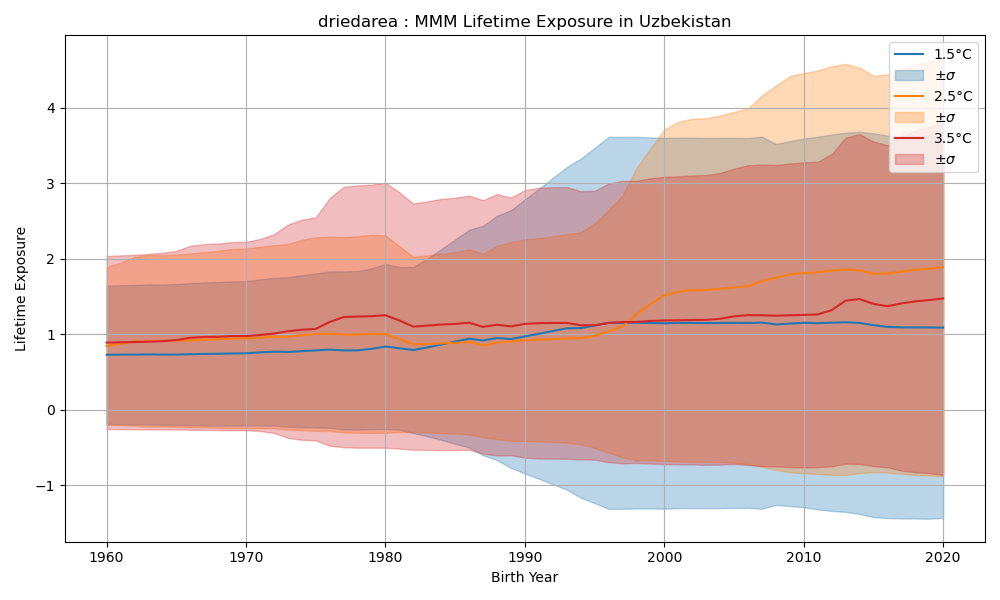 driedarea : MMM Lifetime Exposure in Uzbekistan
1.5°C
±σ
2.5°C
±σ
3.5°C
±σ
Lifetime Exposure
4
3
2
1
0
−1
1960 1970 1980 1990 2000 2010 2020
Birth Year